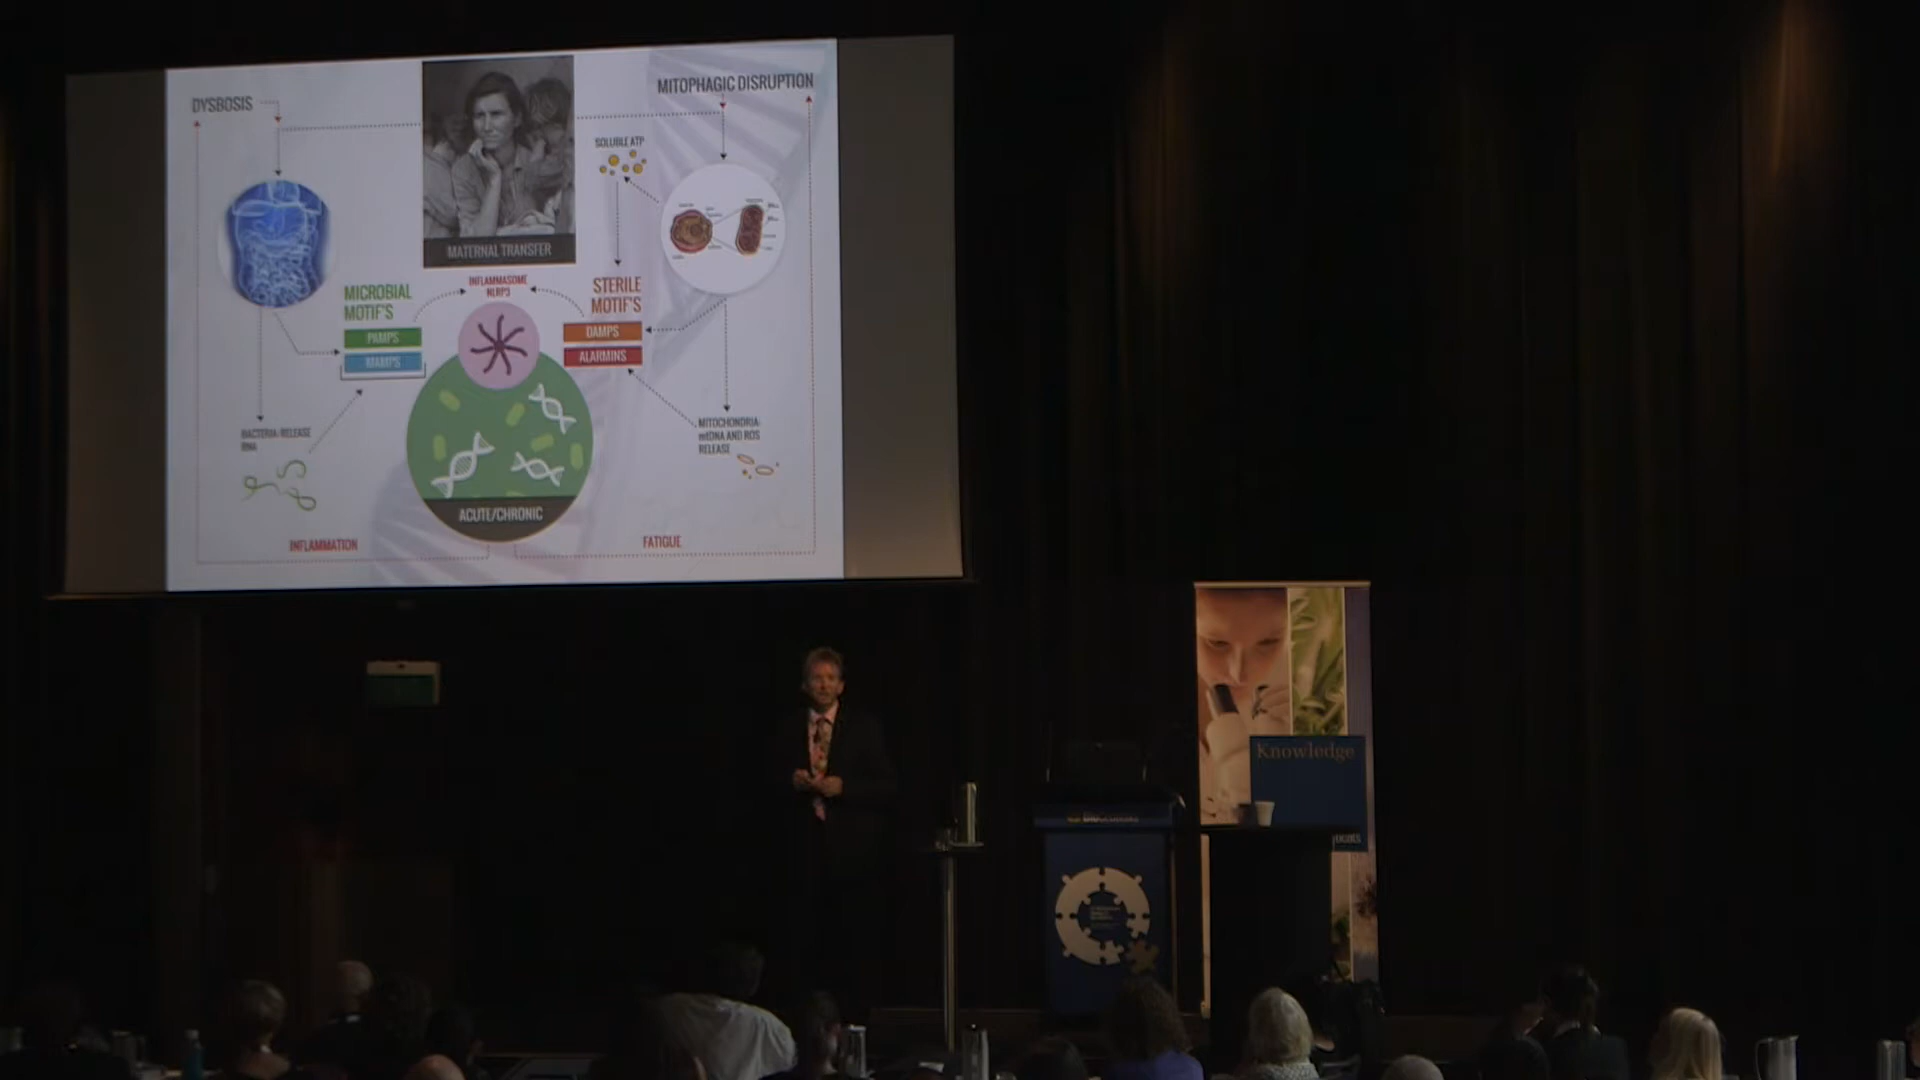 DYSBOSIS
MITOPHAGIC DISRUPTION
SOLUBLE ATP
MATERNAL TRANSFER
INFLAMMASOME
NLRP3
MICROBIAL
MOTIF'S
PAMPS
MAMPS
STERILE
MOTIF'S
DAMPS
ALARMINS
BACTERIA-RELEASE
RNA
MITOCHONDRIA-
mtDNA AND ROS
RELEASE
ACUTE/CHRONIC
INFLAMMATION
FATIGUE
Knowledge